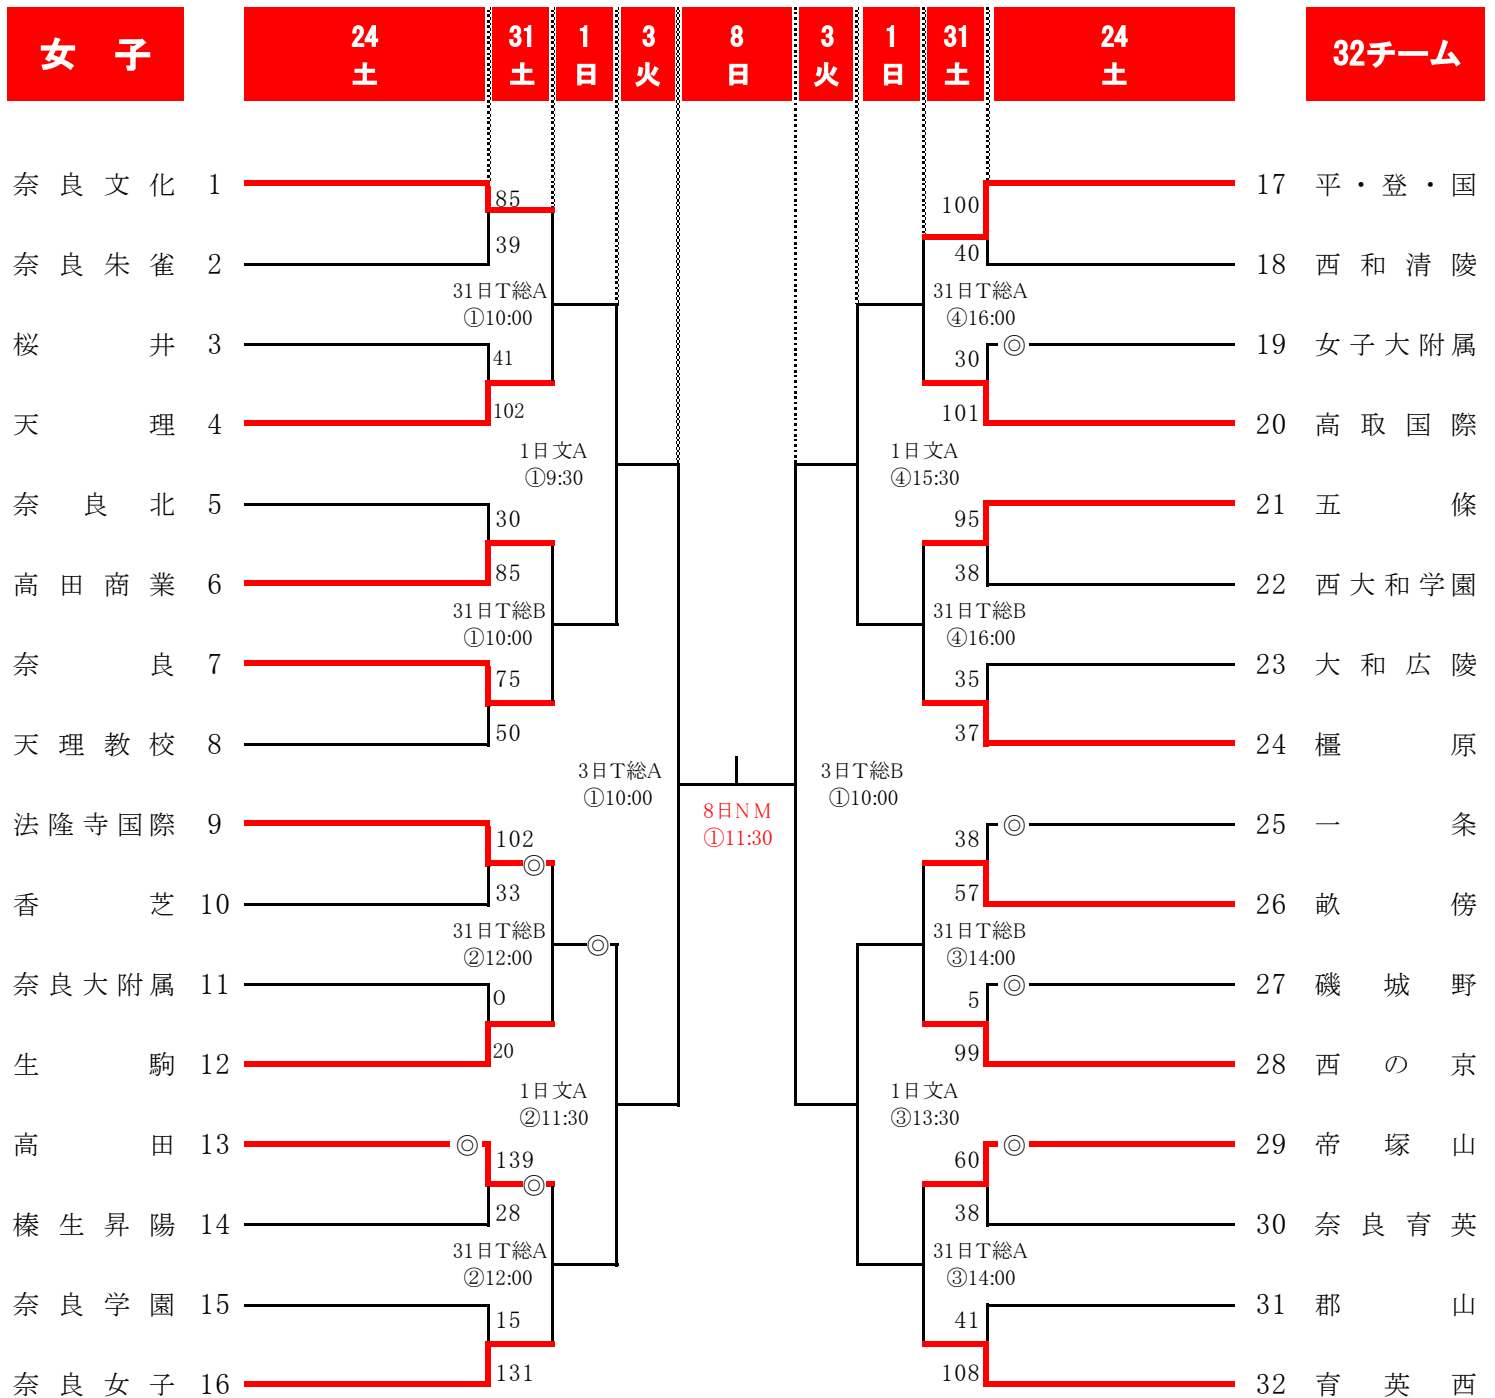 女 子 24 31 1 3 8 3 1 31 24 32チーム
土 土 日 火 日 火 日 土 土
奈良文化 1 85 100 17 平・登・国
39 40
奈良朱雀 2 18 西和清陵
31日T総A 31日T総A
①10:00 ④16:00
桜井 3 41 30 ◎ 19 女子大附属
天理 4 102 101 20 高取国際
1日文A 1日文A
①9:30 ④15:30
奈良北 5 30 95 21 五條
高田商業 6 85 38 22 西大和学園
31日T総B 31日T総B
①10:00 ④16:00
奈良 7 75 35 23 大和広陵
天理教校 8 50 37 24 橿原
3日T総A 3日T総B
①10:00 ①10:00
8日NM
①11:30
法隆寺国際 9 102 ◎ 38 ◎ 25 一条
香芝 10 33 57 26 畝傍
31日T総B 31日T総B
②12:00 ◎ ③14:00
奈良大附属 11 0 5 ◎ 27 磯城野
生駒 12 20 99 28 西の京
1日文A 1日文A
②11:30 ③13:30
高田 13 ◎ 139 ◎ 60 ◎ 29 帝塚山
榛生昇陽 14 28 38 30 奈良育英
31日T総A 31日T総A
②12:00 ③14:00
奈良学園 15 15 41 31 郡山
奈良女子 16 131 108 32 育英西